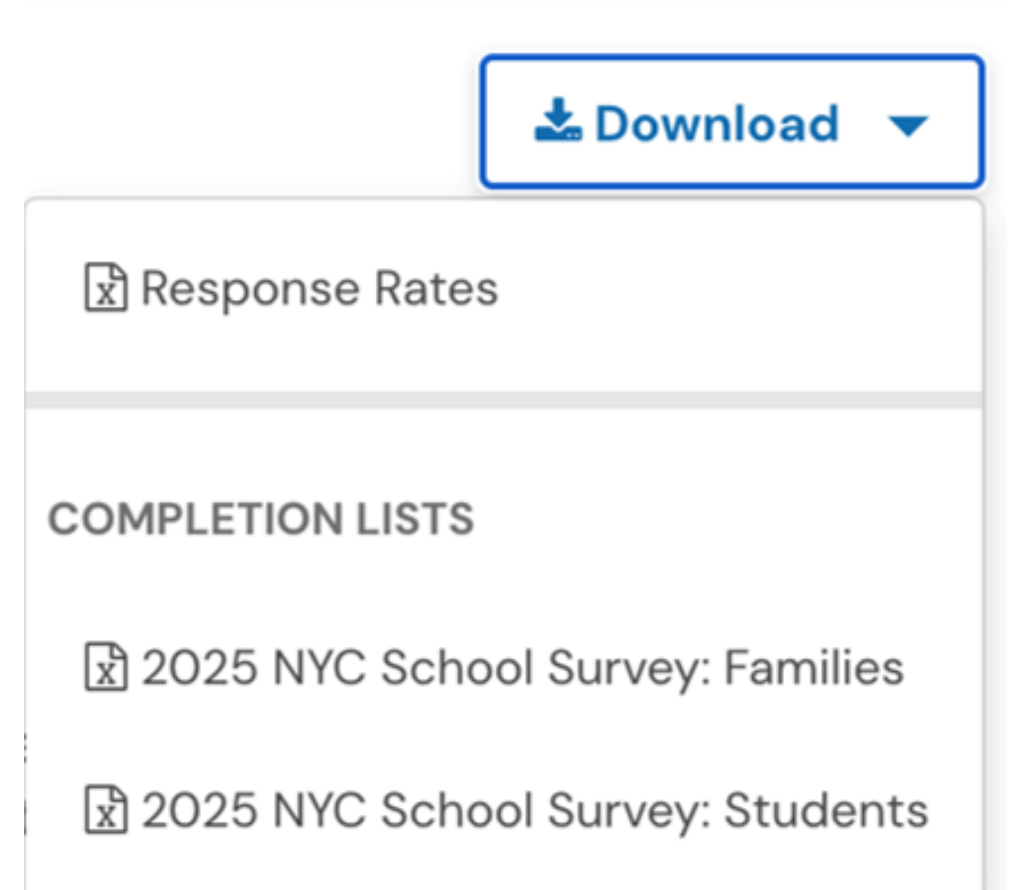 Download
Response Rates
COMPLETION LISTS
2025 NYC School Survey: Families
2025 NYC School Survey: Students